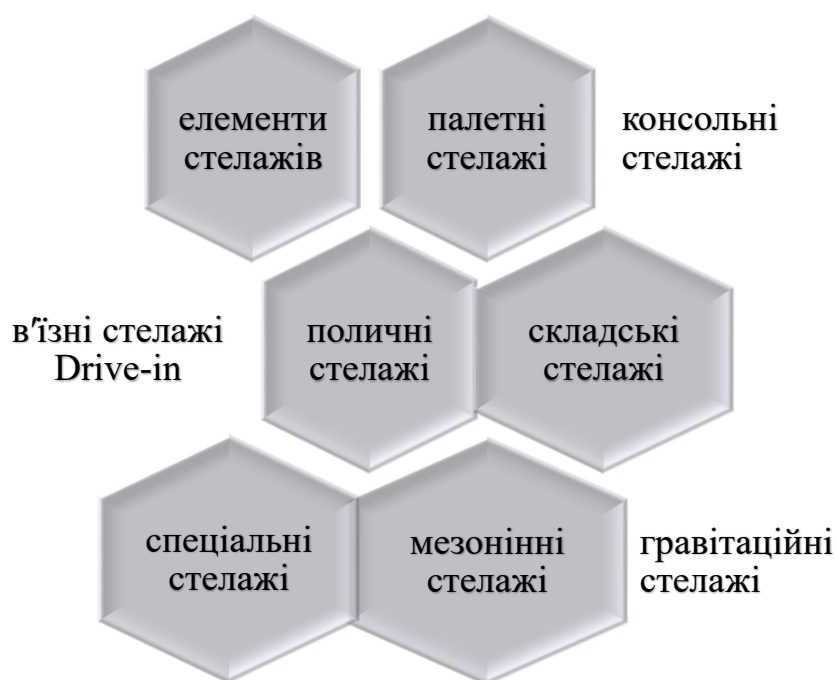 елементи
стелажів
палетні
стелажі
консольні
стелажі
в'їзні стелажі
Drive-in
поличні
стелажі
складські
стелажі
спеціальні
стелажі
мезонінні
стелажі
гравітаційні
стелажі